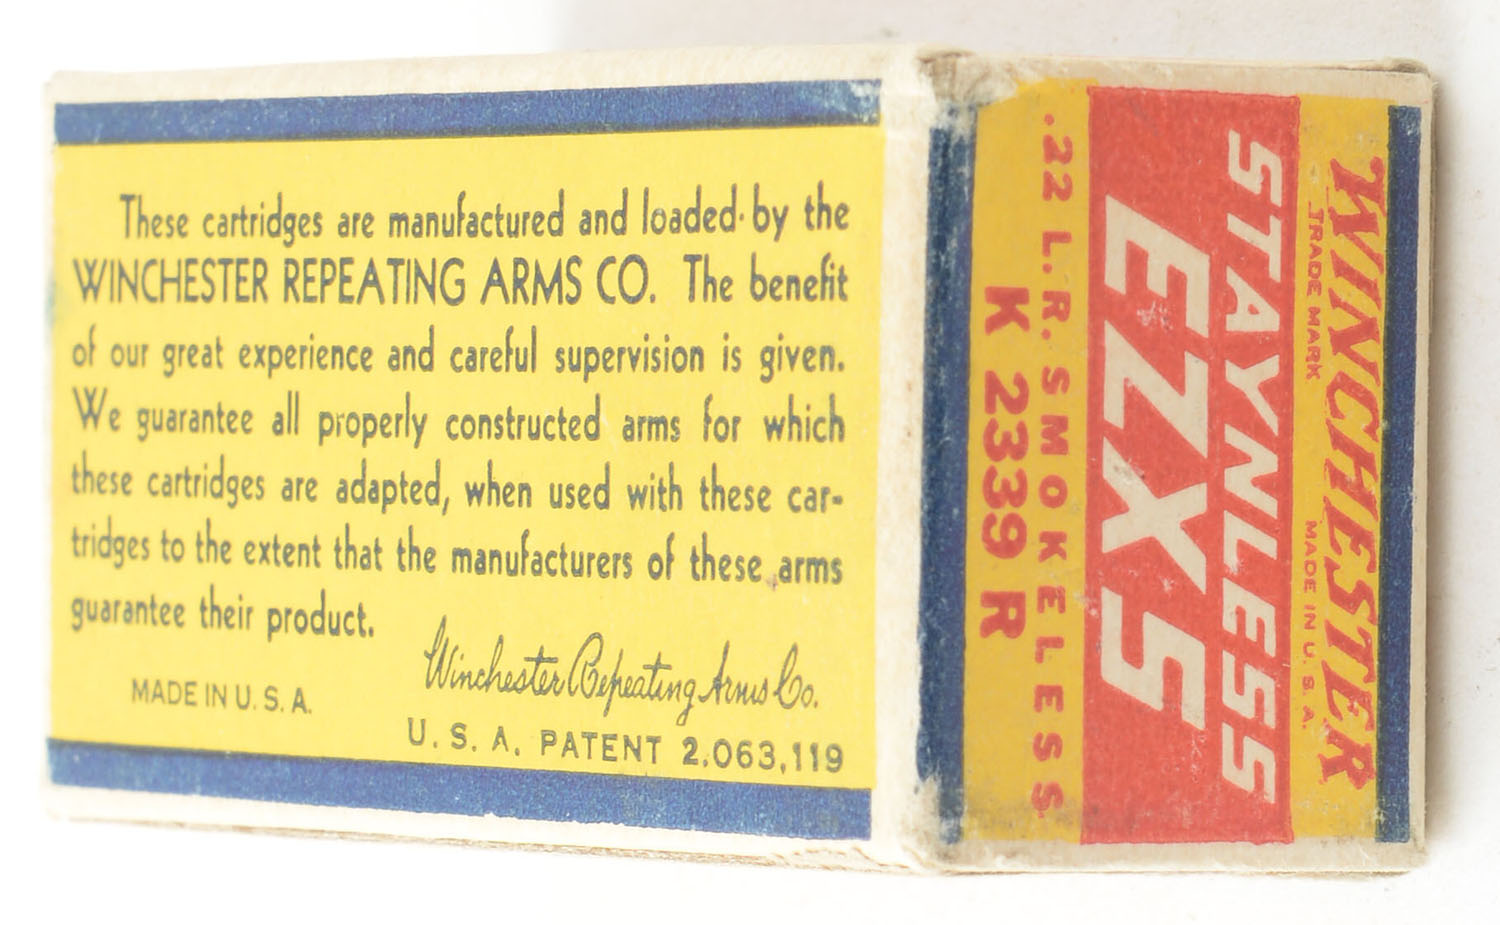 These cartridges are manufactured and loaded by the
WINCHESTER REPEATING ARMS CO. The benefit
of our great experience and careful supervision is given.
We guarantee all properly constructed arms for which
these cartridges are adapted, when used with these car-
tridges to the extent that the manufacturers of these arms
guarantee their product.
Winchester Repeating Arms Co.
MADE IN U. S. A.
U. S. A. PATENT 2,063,119
WINCHESTER
TRADE MARK MADE IN U. S. A.
STAYNLESS
EZXS
.22 L.R. SMOKELESS
K 2339 R